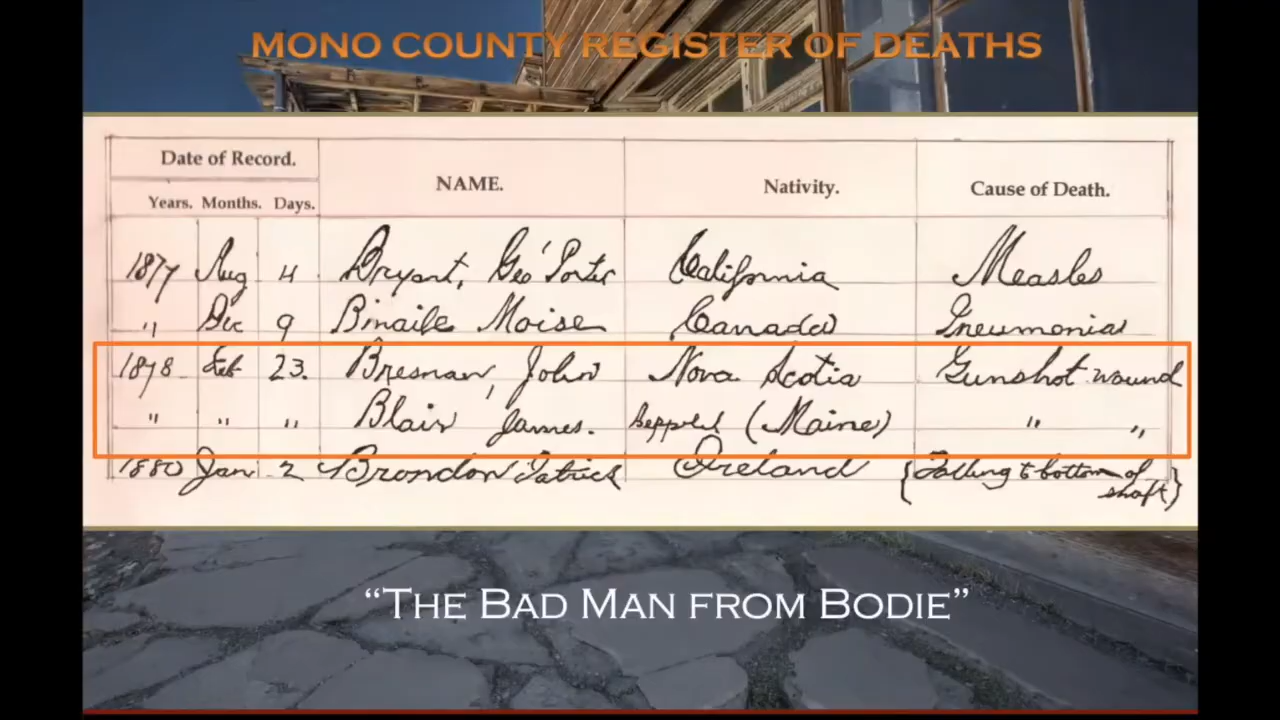 MONO COUNTY REGISTER OF DEATHS
Date of Record. NAME. Nativity. Cause of Death.
Years. Months. Days.
1877 Aug 4 Bryant, Geo Porter California Measles
" Dec 9 Binaile Moise Canada Pneumonia
1878 Feb 23. Bresnan, John Nova Scotia Gunshot wound
" " " Blair James. (Maine) " "
1880 Jan 2 Brondon Patrick Ireland {Falling to bottom of
shaft}
“THE BAD MAN FROM BODIE”